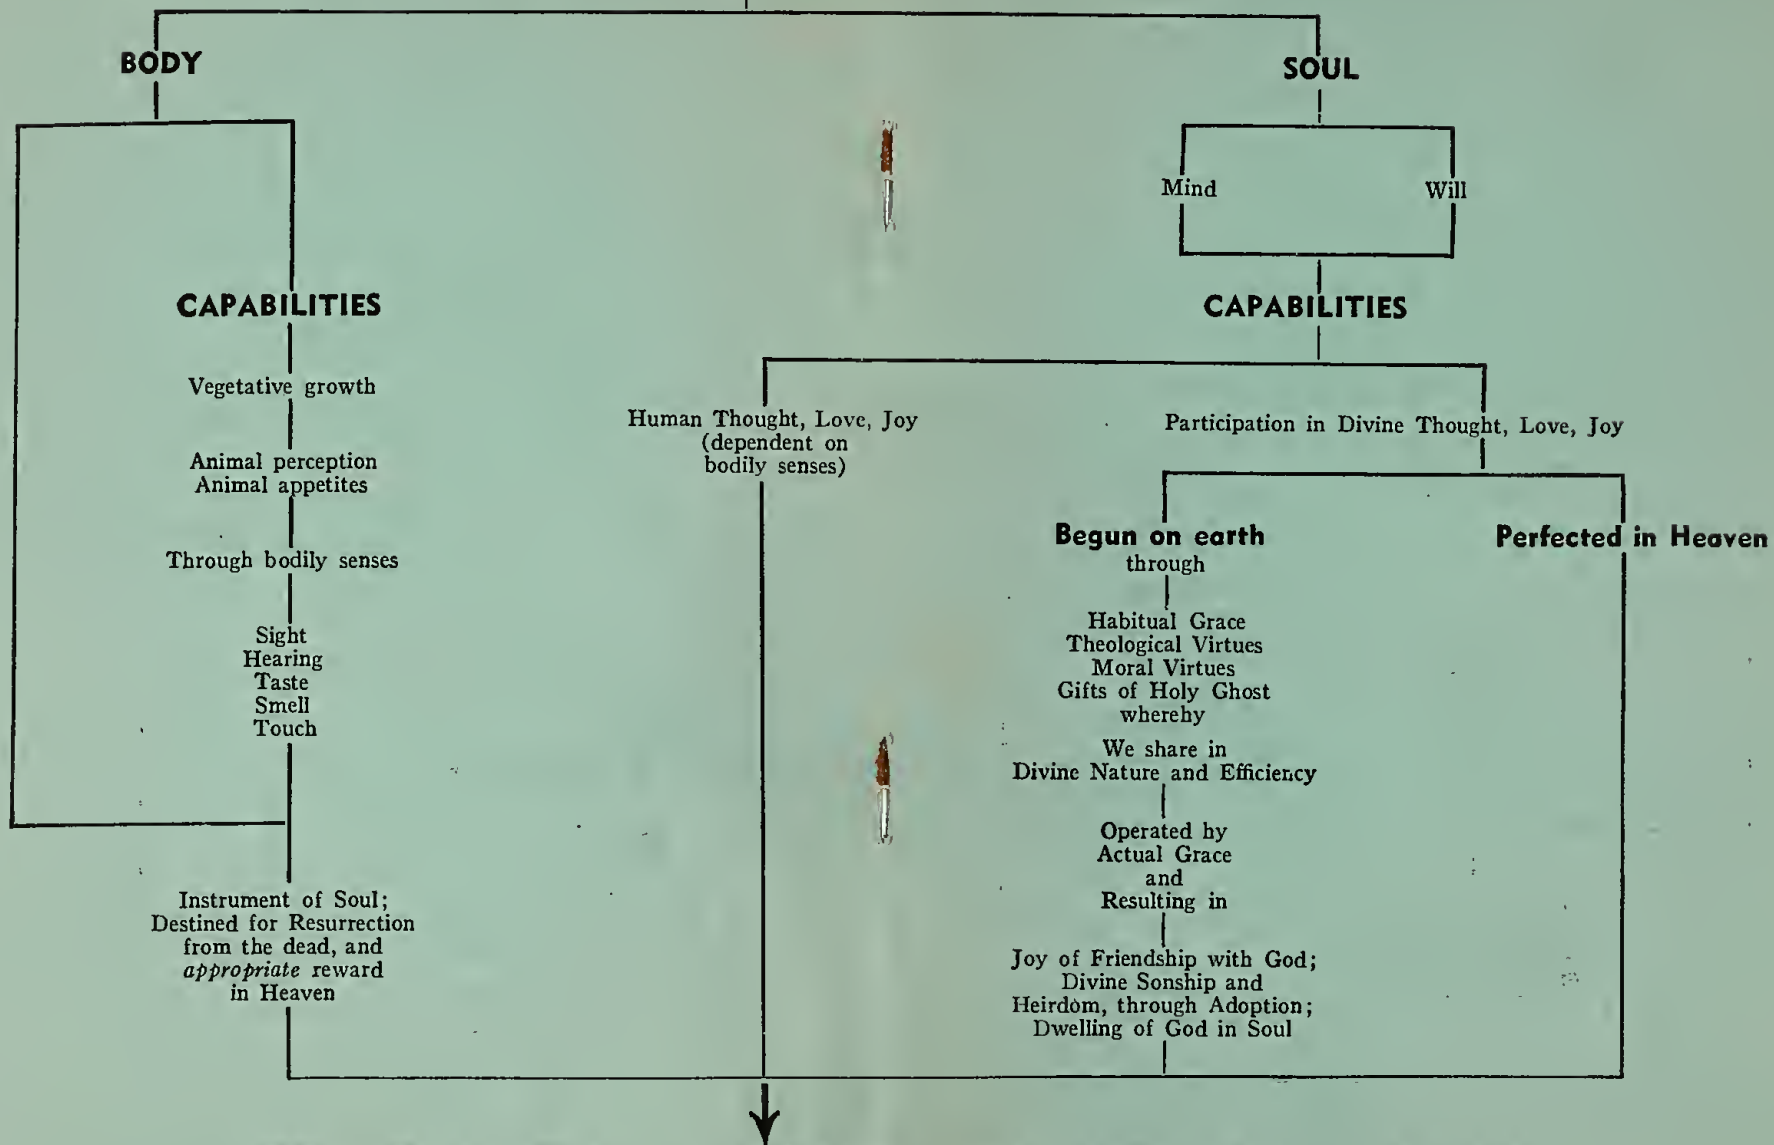 BODY
SOUL
Mind
Will
CAPABILITIES
CAPABILITIES
Vegetative growth
Animal perception
Animal appetites
Through bodily senses
Sight
Hearing
Taste
Smell
Touch
Instrument of Soul;
Destined for Resurrection
from the dead, and
appropriate reward
in Heaven
Human Thought, Love, Joy
(dependent on
bodily senses)
Participation in Divine Thought, Love, Joy
Begun on earth
through
Habitual Grace
Theological Virtues
Moral Virtues
Gifts of Holy Ghost
whereby
We share in
Divine Nature and Efficiency
Operated by
Actual Grace
and
Resulting in
Joy of Friendship with God;
Divine Sonship and
Heirdom, through Adoption;
Dwelling of God in Soul
Perfected in Heaven